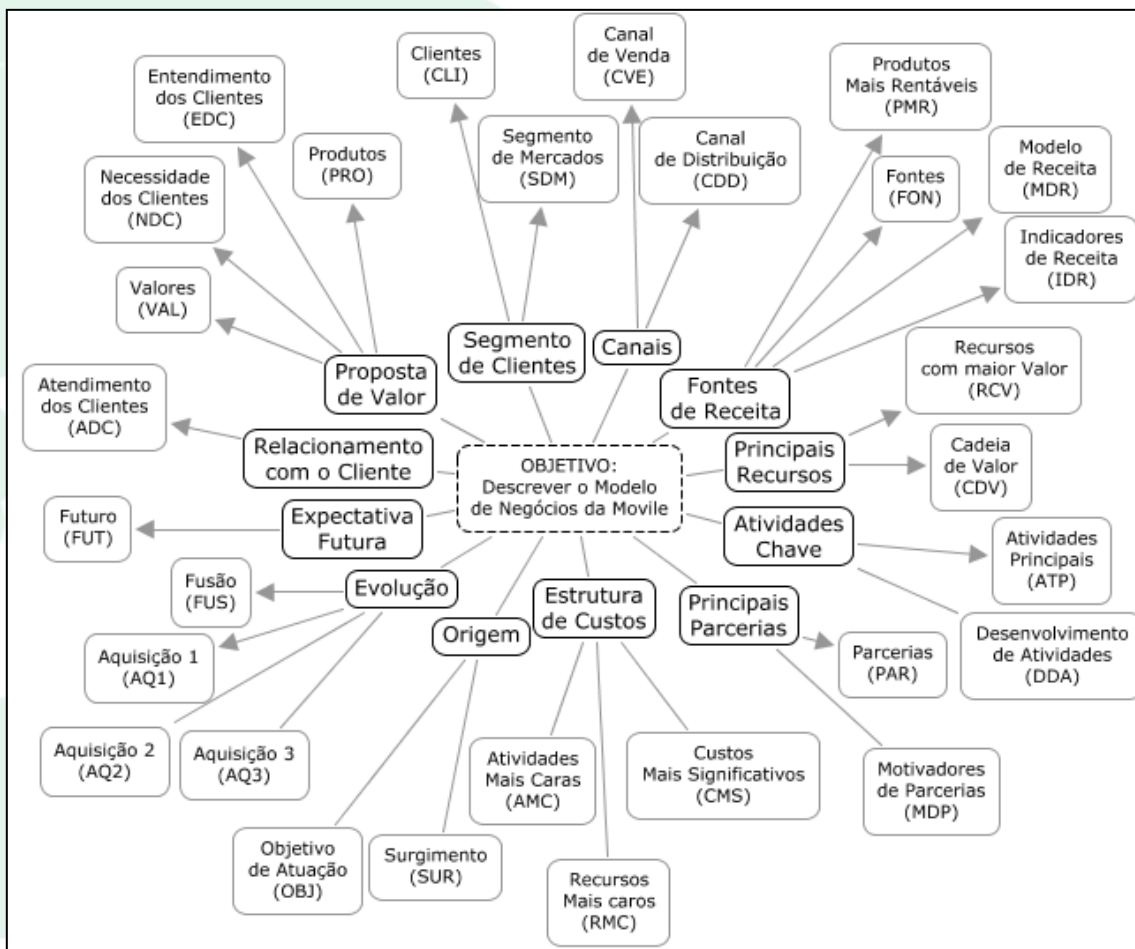 Canal
de Venda
(CVE)
Clientes
(CLI)
Produtos
Mais Rentáveis
(PMR)
Entendimento
dos Clientes
(EDC)
Segmento
de Mercados
(SDM)
Canal
de Distribuição
(CDD)
Produtos
(PRO)
Modelo
de Receita
(MDR)
Fontes
(FON)
Necessidade
dos Clientes
(NDC)
Indicadores
de Receita
(IDR)
Valores
(VAL)
Segmento
de Clientes
Canais
Proposta
de Valor
Fontes
de Receita
Recursos
com maior Valor
(RCV)
Atendimento
dos Clientes
(ADC)
Relacionamento
com o Cliente
OBJETIVO:
Descrever o Modelo
de Negócios da Movile
Principais
Recursos
Cadeia
de Valor
(CDV)
Futuro
(FUT)
Expectativa
Futura
Atividades
Chave
Atividades
Principais
(ATP)
Fusão
(FUS)
Evolução
Origem
Estrutura
de Custos
Principais
Parcerias
Aquisição 1
(AQ1)
Parcerias
(PAR)
Desenvolvimento
de Atividades
(DDA)
Aquisição 2
(AQ2)
Aquisição 3
(AQ3)
Atividades
Mais Caras
(AMC)
Custos
Mais Significativos
(CMS)
Motivadores
de Parcerias
(MDP)
Objetivo
de Atuação
(OBJ)
Surgimento
(SUR)
Recursos
Mais caros
(RMC)